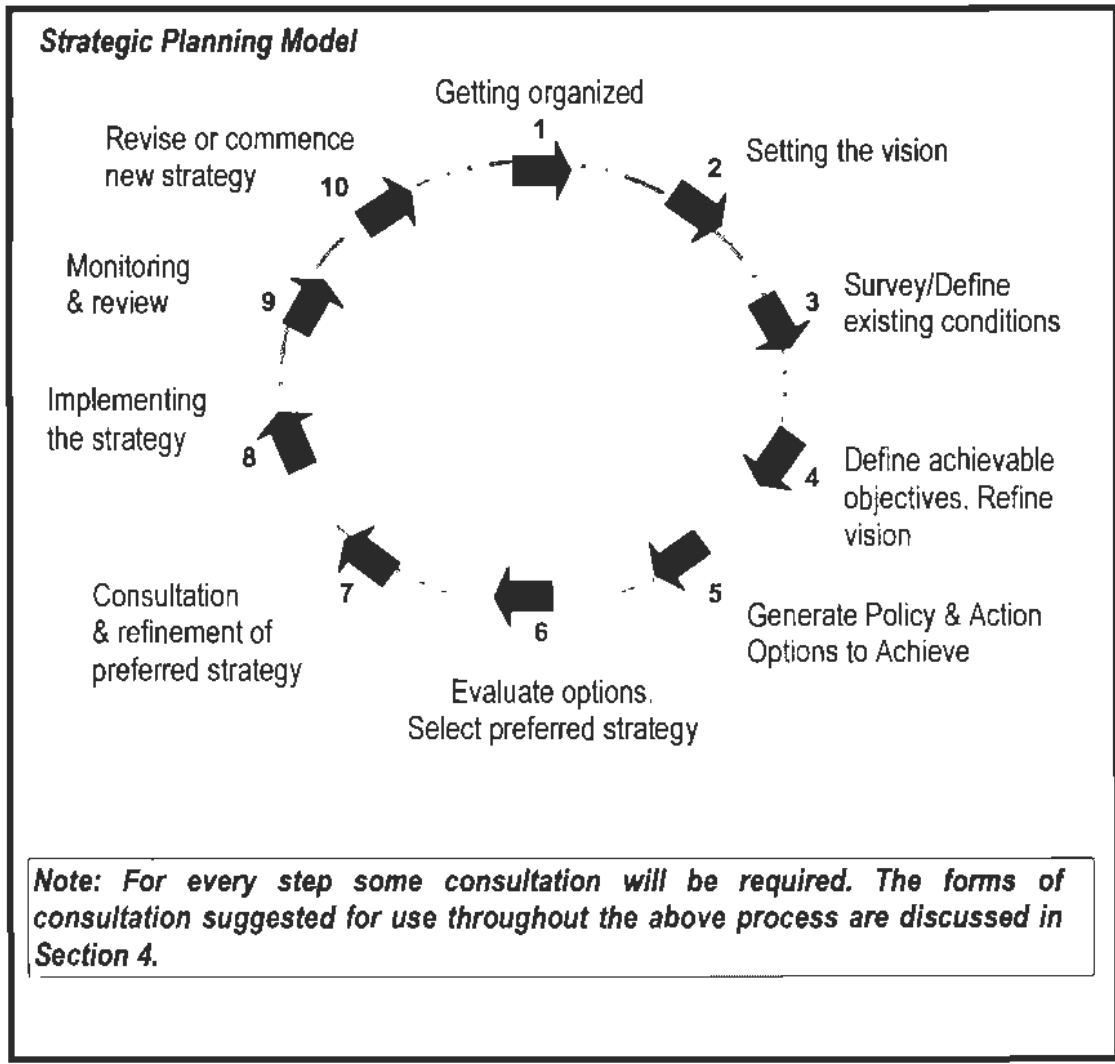 Strategic Planning Model
Getting organized
1
Setting the vision
2
Survey/Define
existing conditions
3
Define achievable
objectives. Refine
vision
4
Generate Policy & Action
Options to Achieve
5
Evaluate options.
Select preferred strategy
6
Consultation
& refinement of
preferred strategy
7
Implementing
the strategy
8
Monitoring
& review
9
Revise or commence
new strategy
10
Note: For every step some consultation will be required. The forms of
consultation suggested for use throughout the above process are discussed in
Section 4.